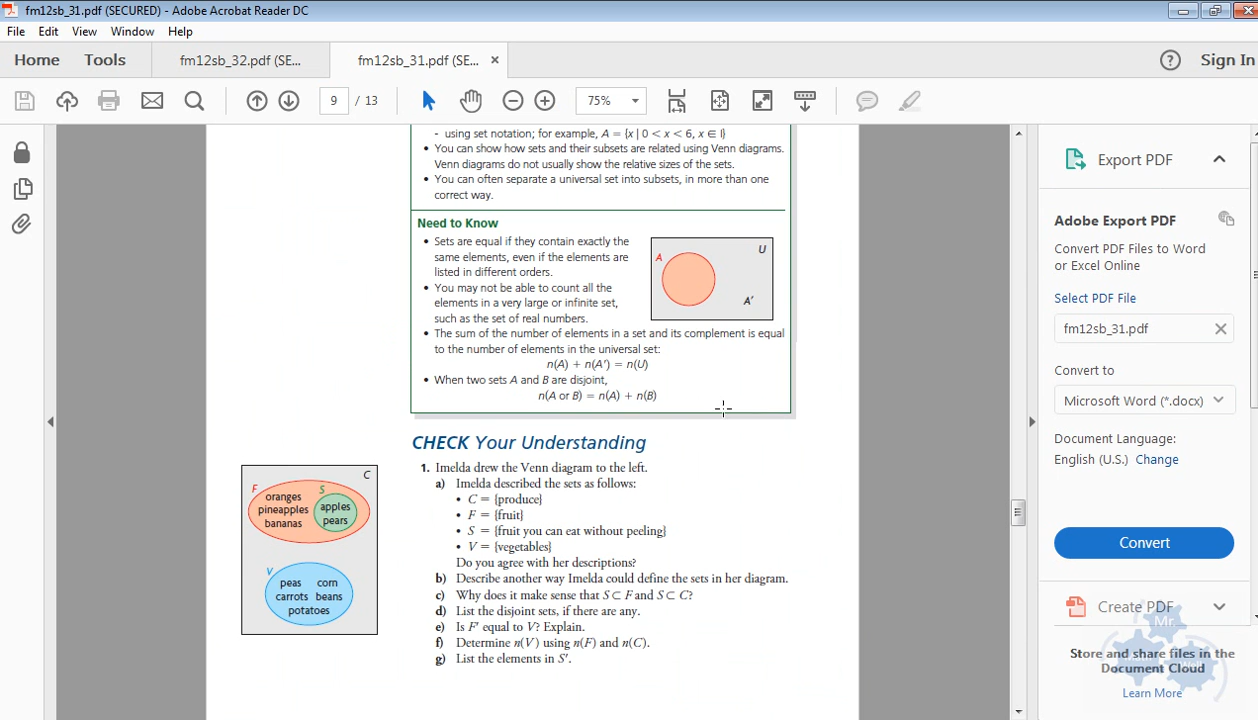 fm12sb_31.pdf (SECURED) - Adobe Acrobat Reader DC
File Edit View Window Help
Home Tools fm12sb_32.pdf (SE... fm12sb_31.pdf (SE... ×
? Sign In
9 / 13 75%
- using set notation; for example, A = {x | 0 < x < 6, x ∈ I}
• You can show how sets and their subsets are related using Venn diagrams.
Venn diagrams do not usually show the relative sizes of the sets.
• You can often separate a universal set into subsets, in more than one
correct way.
Need to Know
• Sets are equal if they contain exactly the
same elements, even if the elements are
listed in different orders.
• You may not be able to count all the
elements in a very large or infinite set,
such as the set of real numbers.
U
A
A′
• The sum of the number of elements in a set and its complement is equal
to the number of elements in the universal set:
n(A) + n(A′) = n(U)
• When two sets A and B are disjoint,
n(A or B) = n(A) + n(B)
CHECK Your Understanding
1. Imelda drew the Venn diagram to the left.
a) Imelda described the sets as follows:
• C = {produce}
• F = {fruit}
• S = {fruit you can eat without peeling}
• V = {vegetables}
Do you agree with her descriptions?
b) Describe another way Imelda could define the sets in her diagram.
c) Why does it make sense that S ⊂ F and S ⊂ C?
d) List the disjoint sets, if there are any.
e) Is F′ equal to V? Explain.
f) Determine n(V) using n(F) and n(C).
g) List the elements in S′.
C
F
S
oranges
pineapples
bananas
apples
pears
V
peas corn
carrots beans
potatoes
Export PDF
Adobe Export PDF
Convert PDF Files to Word
or Excel Online
Select PDF File
fm12sb_31.pdf
Convert to
Microsoft Word (*.docx)
Document Language:
English (U.S.) Change
Convert
Create PDF
Mr.
Store and share files in the
Document Cloud
Learn More